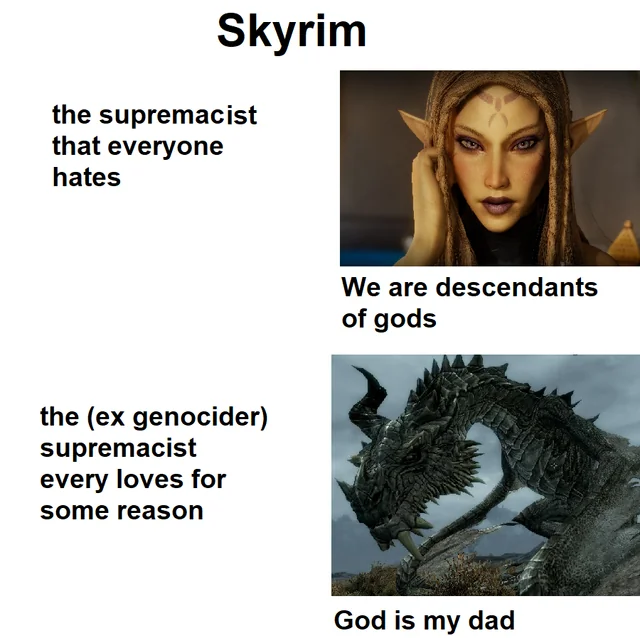 Skyrim
the supremacist
that everyone
hates
We are descendants
of gods
the (ex genocider)
supremacist
every loves for
some reason
God is my dad